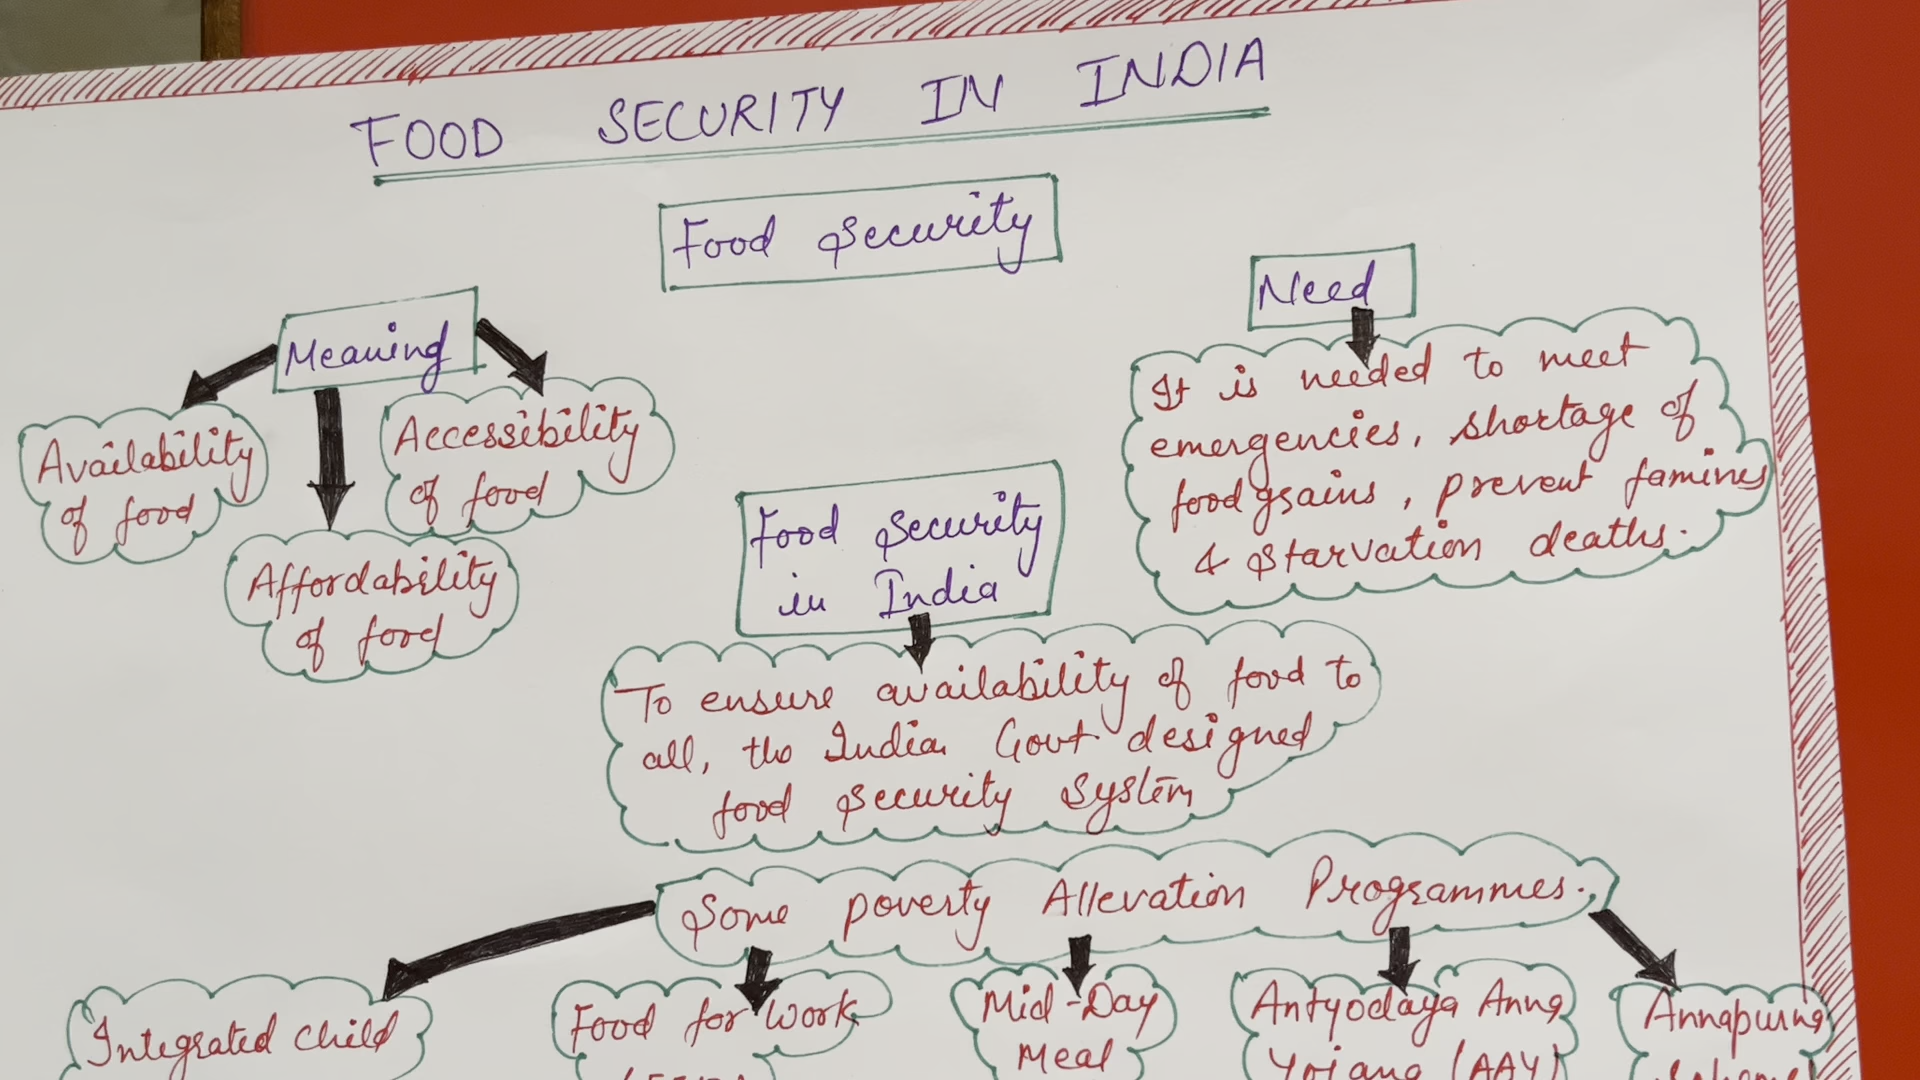 FOOD SECURITY IN INDIA
Food Security
Meaning
Availability
of food
Affordability
of food
Accessibility
of food
Need
It is needed to meet
emergencies, shortage of
foodgrains, prevent famines
& starvation deaths.
Food Security
in India
To ensure availability of food to
all, the India Govt designed
food security system
Some poverty Allevation Programmes.
Integrated child
Food for Work
Mid-Day
Meal
Antyodaya Anna
Yojana (AAY)
Annapurna